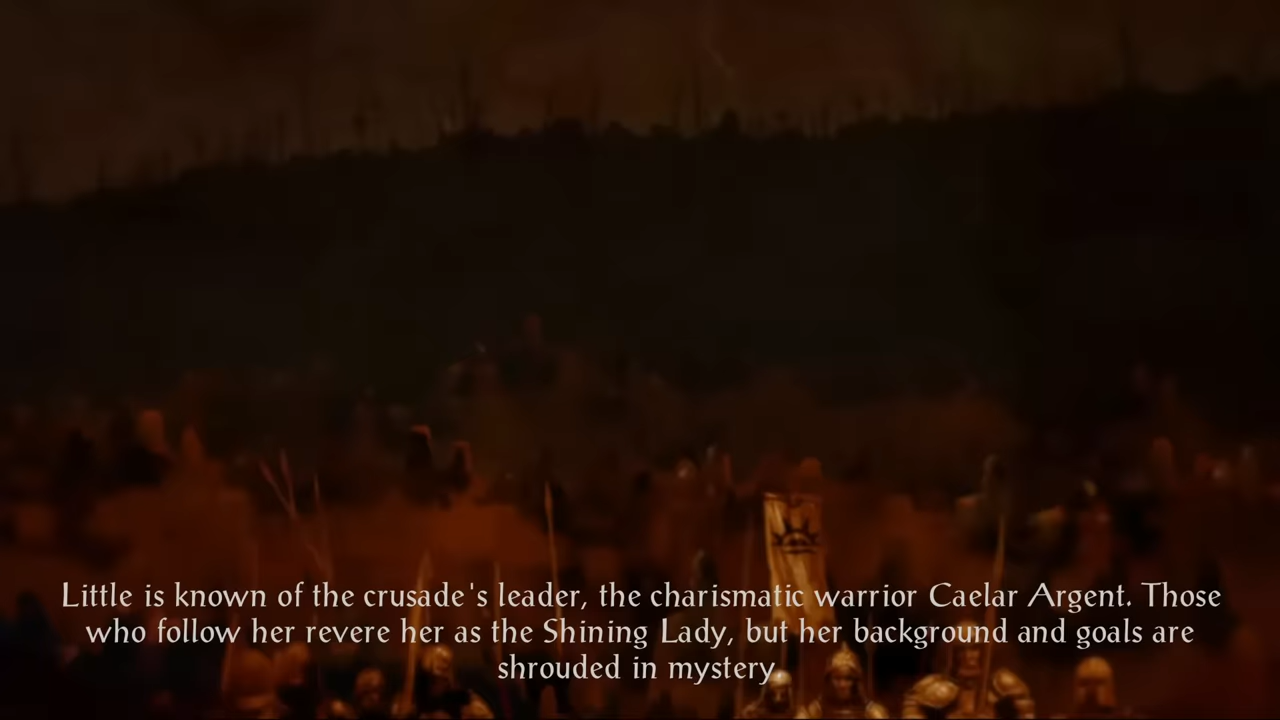 Little is known of the crusade's leader, the charismatic warrior Caelar Argent. Those
who follow her revere her as the Shining Lady, but her background and goals are
shrouded in mystery.